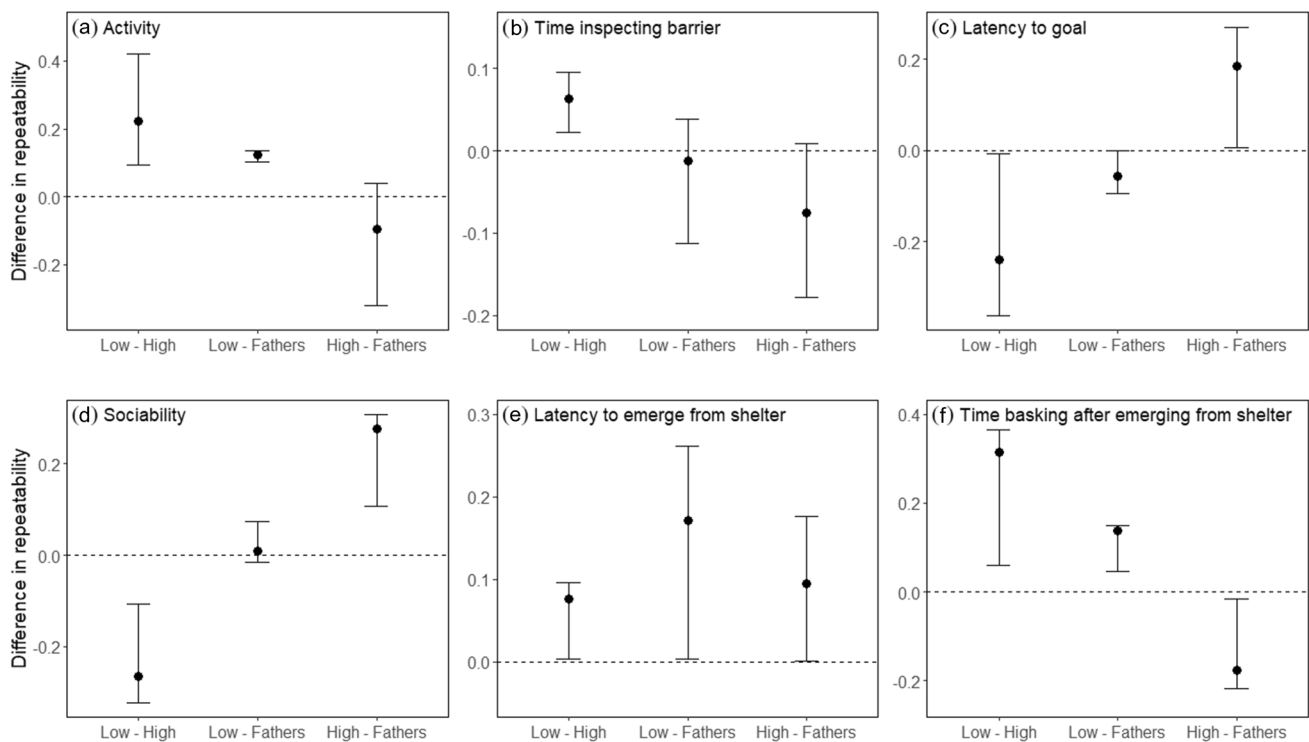 (a) Activity
(b) Time inspecting barrier
(c) Latency to goal
Difference in repeatability
0.4
0.2
0.0
-0.2
0.1
0.0
-0.1
-0.2
0.2
0.0
-0.2
Low - High Low - Fathers High - Fathers
Low - High Low - Fathers High - Fathers
Low - High Low - Fathers High - Fathers
(d) Sociability
(e) Latency to emerge from shelter
(f) Time basking after emerging from shelter
Difference in repeatability
0.2
0.0
-0.2
0.3
0.2
0.1
0.0
0.4
0.2
0.0
-0.2
Low - High Low - Fathers High - Fathers
Low - High Low - Fathers High - Fathers
Low - High Low - Fathers High - Fathers